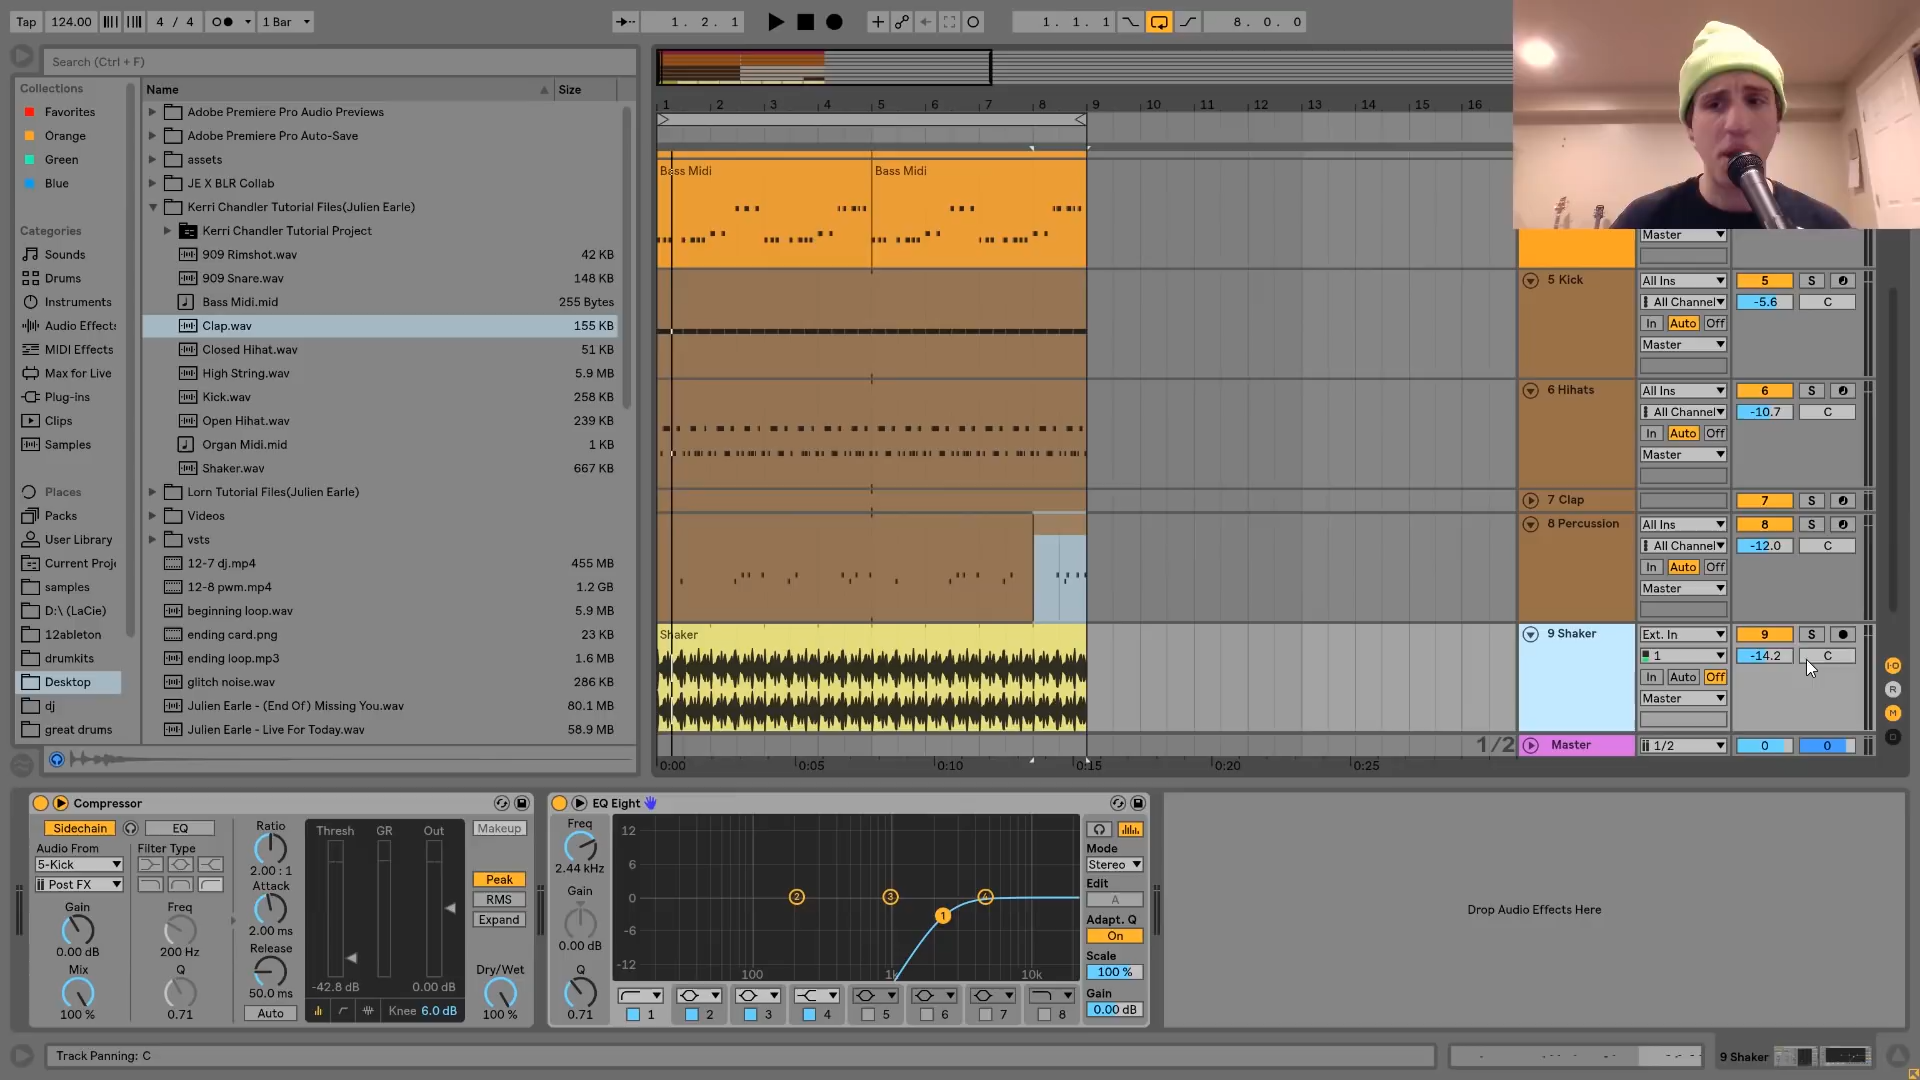 Tap 124.00 4 / 4 1 Bar 1. 2. 1 1. 1. 1 8. 0. 0
Search (Ctrl + F)
Collections
Favorites
Orange
Green
Blue
Categories
Sounds
Drums
Instruments
Audio Effects
MIDI Effects
Max for Live
Plug-ins
Clips
Samples
Places
Packs
User Library
Current Proj
samples
D:\ (LaCie)
12ableton
drumkits
Desktop
dj
great drums
Name Size
Adobe Premiere Pro Audio Previews
Adobe Premiere Pro Auto-Save
assets
JE X BLR Collab
Kerri Chandler Tutorial Files(Julien Earle)
Kerri Chandler Tutorial Project
909 Rimshot.wav 42 KB
909 Snare.wav 148 KB
Bass Midi.mid 255 Bytes
Clap.wav 155 KB
Closed Hihat.wav 51 KB
High String.wav 5.9 MB
Kick.wav 258 KB
Open Hihat.wav 239 KB
Organ Midi.mid 1 KB
Shaker.wav 667 KB
Lorn Tutorial Files(Julien Earle)
Videos
vsts
12-7 dj.mp4 455 MB
12-8 pwm.mp4 1.2 GB
beginning loop.wav 5.9 MB
ending card.png 23 KB
ending loop.mp3 1.6 MB
glitch noise.wav 286 KB
Julien Earle - (End Of) Missing You.wav 80.1 MB
Julien Earle - Live For Today.wav 58.9 MB
1 2 3 4 5 6 7 8 9 10 11 12 13 14 15 16
Bass Midi Bass Midi
Shaker
1/2
0:00 0:05 0:10 0:15 0:20 0:25
Master
5 Kick All Ins 5 S
All Channel -5.6 C
In Auto Off
Master
6 Hihats All Ins 6 S
All Channel -10.7 C
In Auto Off
Master
7 Clap 7 S
8 Percussion All Ins 8 S
All Channel -12.0 C
In Auto Off
Master
9 Shaker Ext. In 9 S
1 -14.2 C
In Auto Off
Master
Master 1/2 0 0
I-O
R
M
D
Compressor
Sidechain EQ
Audio From Filter Type
5-Kick
Post FX
Gain Freq
0.00 dB 200 Hz
Mix Q
100 % 0.71
Ratio
2.00 : 1
Attack
2.00 ms
Release
50.0 ms
Auto
Thresh GR Out
-42.8 dB 0.00 dB
Knee 6.0 dB
Makeup
Peak
RMS
Expand
Dry/Wet
100 %
EQ Eight
Freq
2.44 kHz
Gain
0.00 dB
Q
0.71
12
6
0
-6
-12
100 1k 10k
2 3 4
1
1 2 3 4 5 6 7 8
Mode
Stereo
Edit
A
Adapt. Q
On
Scale
100 %
Gain
0.00 dB
Drop Audio Effects Here
Track Panning: C
9 Shaker